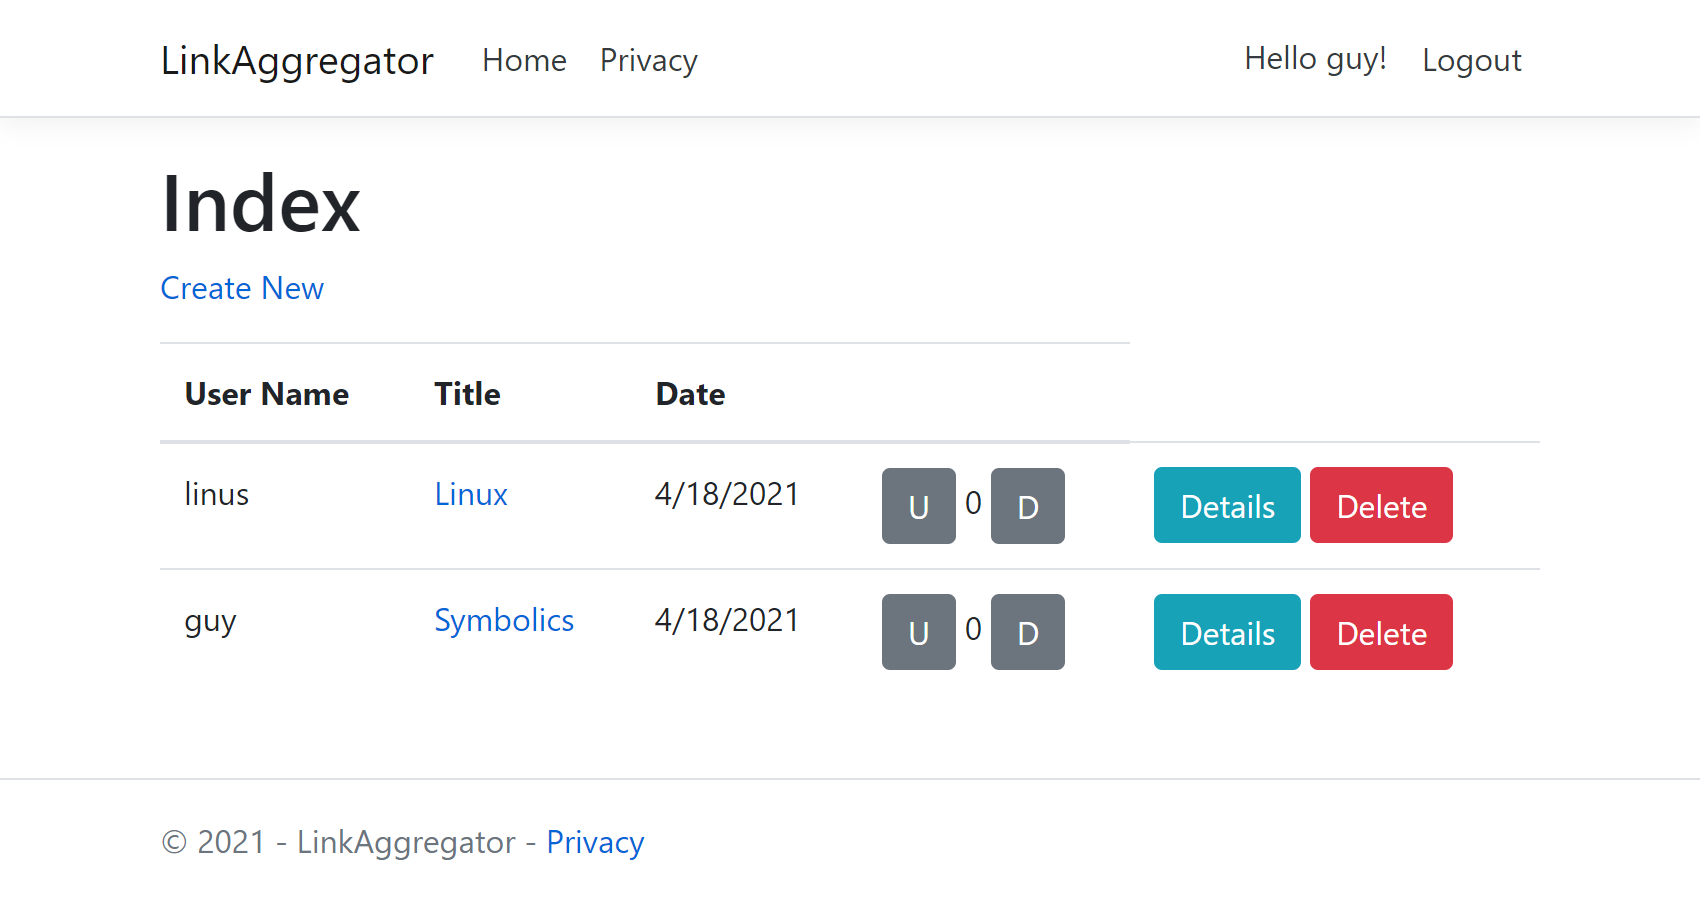 LinkAggregator Home Privacy Hello guy! Logout
Index
Create New
User Name Title Date
linus Linux 4/18/2021 U 0 D Details Delete
guy Symbolics 4/18/2021 U 0 D Details Delete
© 2021 - LinkAggregator - Privacy